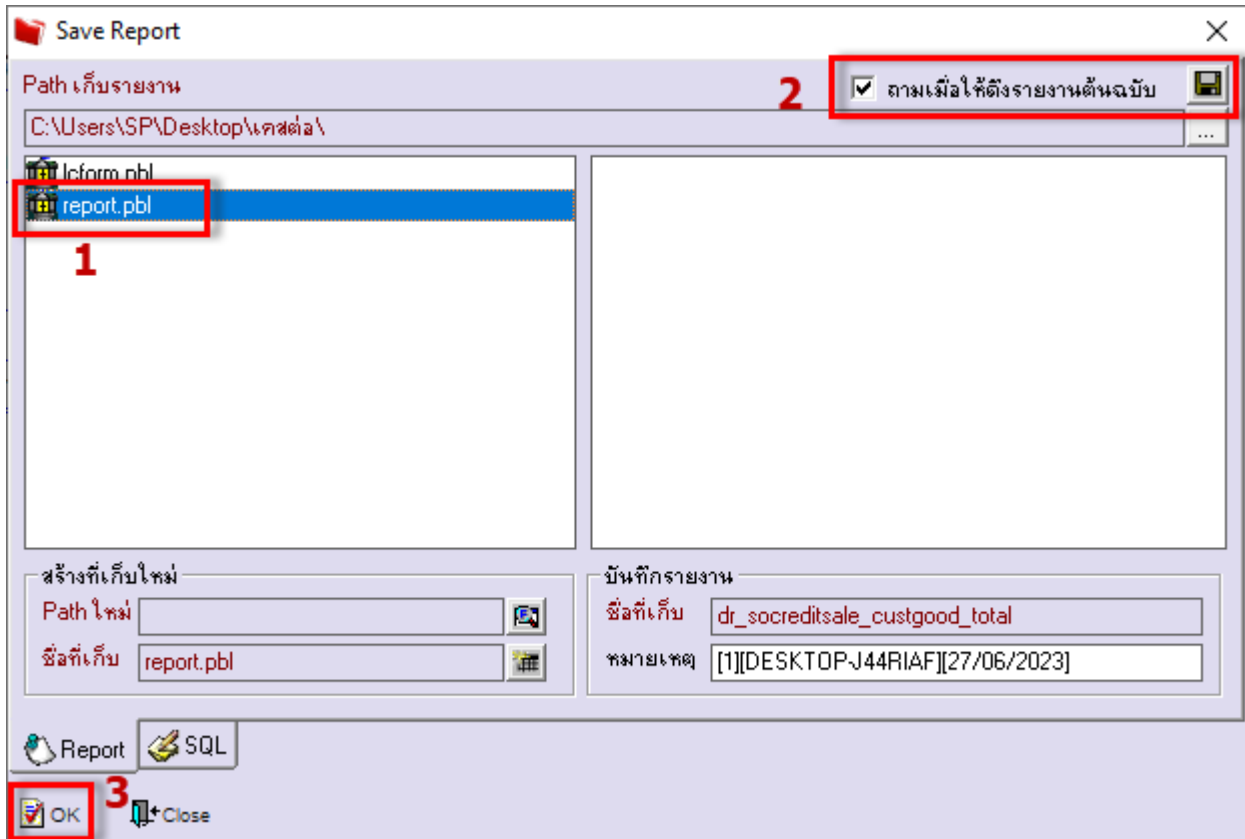 Save Report
Path เก็บรายงาน
2
ถามเมื่อให้ดึงรายงานต้นฉบับ
C:\Users\SP\Desktop\เคสต่อ\
...
lcform.pbl
report.pbl
1
สร้างที่เก็บใหม่
Path ใหม่
ชื่อที่เก็บ report.pbl
บันทึกรายงาน
ชื่อที่เก็บ dr_socreditsale_custgood_total
หมายเหตุ [1][DESKTOP-J44RIAF][27/06/2023]
Report SQL
3
OK Close